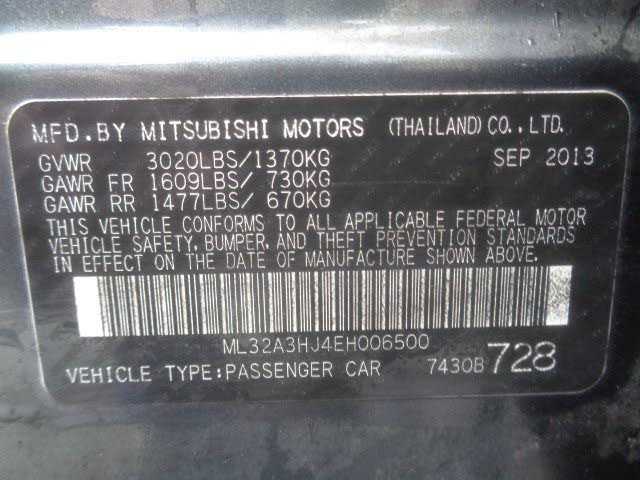 MFD.BY MITSUBISHI MOTORS (THAILAND)CO.,LTD.
GVWR 3020LBS/1370KG SEP 2013
GAWR FR 1609LBS/ 730KG
GAWR RR 1477LBS/ 670KG
THIS VEHICLE CONFORMS TO ALL APPLICABLE FEDERAL MOTOR
VEHICLE SAFETY, BUMPER, AND THEFT PREVENTION STANDARDS
IN EFFECT ON THE DATE OF MANUFACTURE SHOWN ABOVE.
ML32A3HJ4EH006500
VEHICLE TYPE:PASSENGER CAR 7430B 728